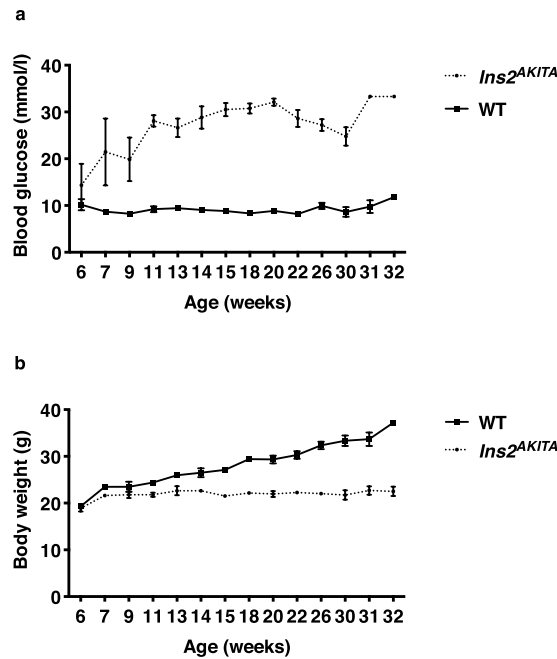 a
Blood glucose (mmol/l)
40
30
20
10
0
6 7 9 11 13 14 15 18 20 22 26 30 31 32
Age (weeks)
Ins2AKITA
WT
b
Body weight (g)
40
30
20
10
0
6 7 9 11 13 14 15 18 20 22 26 30 31 32
Age (weeks)
WT
Ins2AKITA